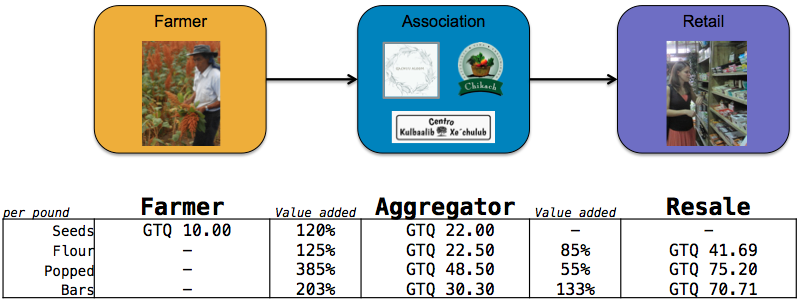 Farmer
Association
Retail
Chikach
Centro
Kulbaalib Xe´chulub
per pound Farmer Value added Aggregator Value added Resale
Seeds GTQ 10.00 120% GTQ 22.00 – –
Flour – 125% GTQ 22.50 85% GTQ 41.69
Popped – 385% GTQ 48.50 55% GTQ 75.20
Bars – 203% GTQ 30.30 133% GTQ 70.71